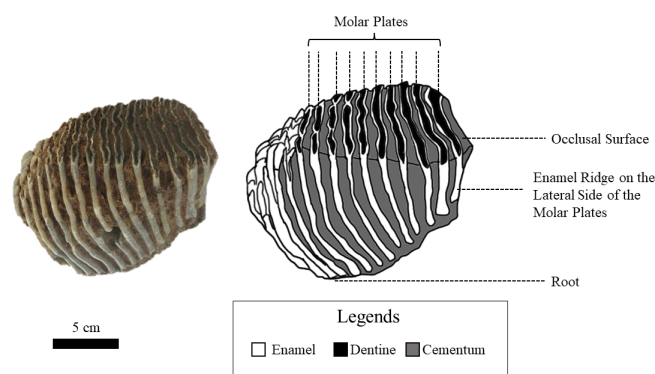 Molar Plates
Occlusal Surface
Enamel Ridge on the
Lateral Side of the
Molar Plates
Root
5 cm
Legends
Enamel
Dentine
Cementum